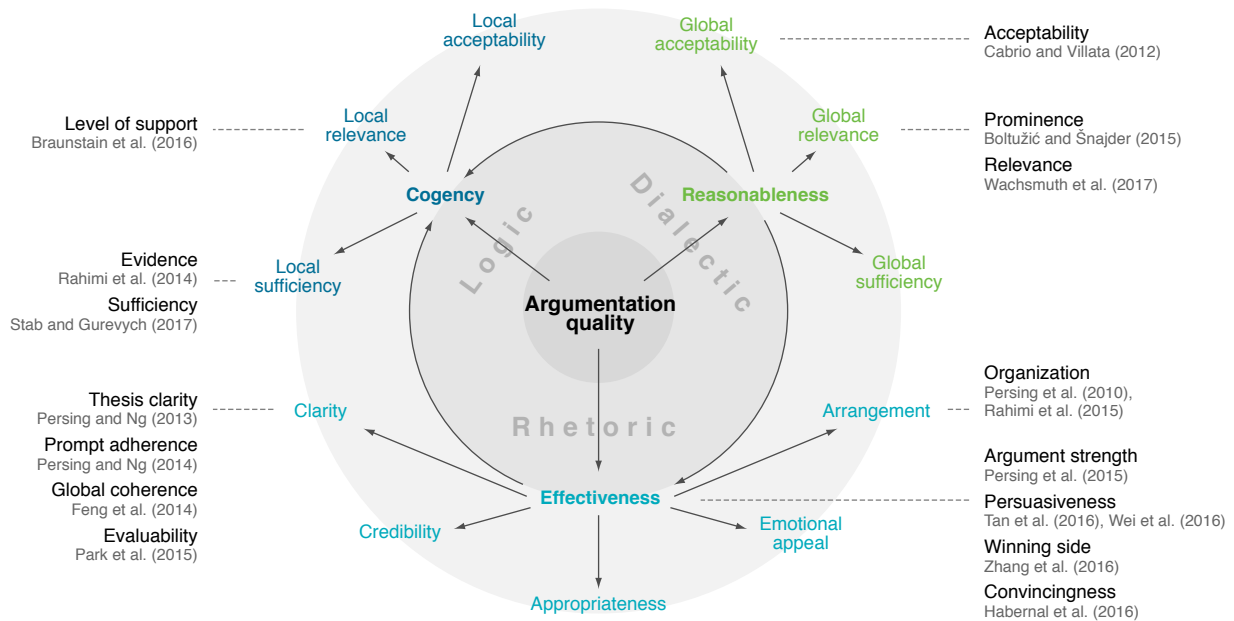 Local
acceptability
Global
acceptability
Acceptability
Cabrio and Villata (2012)
Level of support
Braunstain et al. (2016)
Local
relevance
Global
relevance
Prominence
Boltužić and Šnajder (2015)
Relevance
Wachsmuth et al. (2017)
Cogency
Reasonableness
Logic
Dialectic
Evidence
Rahimi et al. (2014)
Sufficiency
Stab and Gurevych (2017)
Local
sufficiency
Global
sufficiency
Argumentation
quality
Thesis clarity
Persing and Ng (2013)
Prompt adherence
Persing and Ng (2014)
Global coherence
Feng et al. (2014)
Evaluability
Park et al. (2015)
Clarity
Rhetoric
Arrangement
Organization
Persing et al. (2010),
Rahimi et al. (2015)
Effectiveness
Argument strength
Persing et al. (2015)
Persuasiveness
Tan et al. (2016), Wei et al. (2016)
Winning side
Zhang et al. (2016)
Convincingness
Habernal et al. (2016)
Credibility
Emotional
appeal
Appropriateness